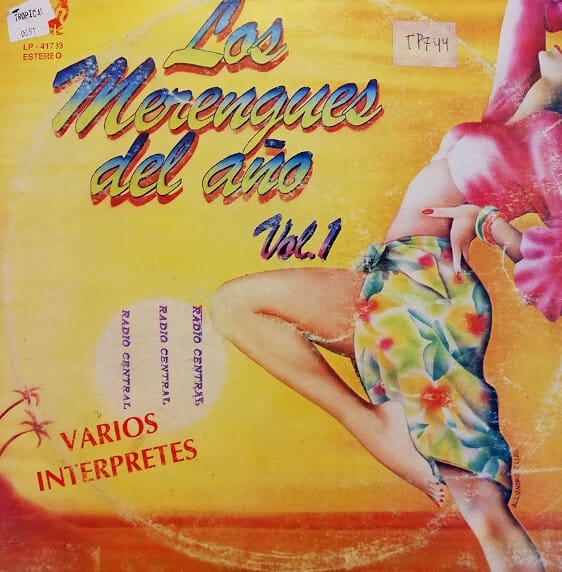 TROPICAL
0097
LP - 41733
ESTEREO
TP744
Los
Merengues
del año
Vol.1
RADIO CENTRAL
RADIO CENTRAL
RADIO CENTRAL
VARIOS
INTERPRETES